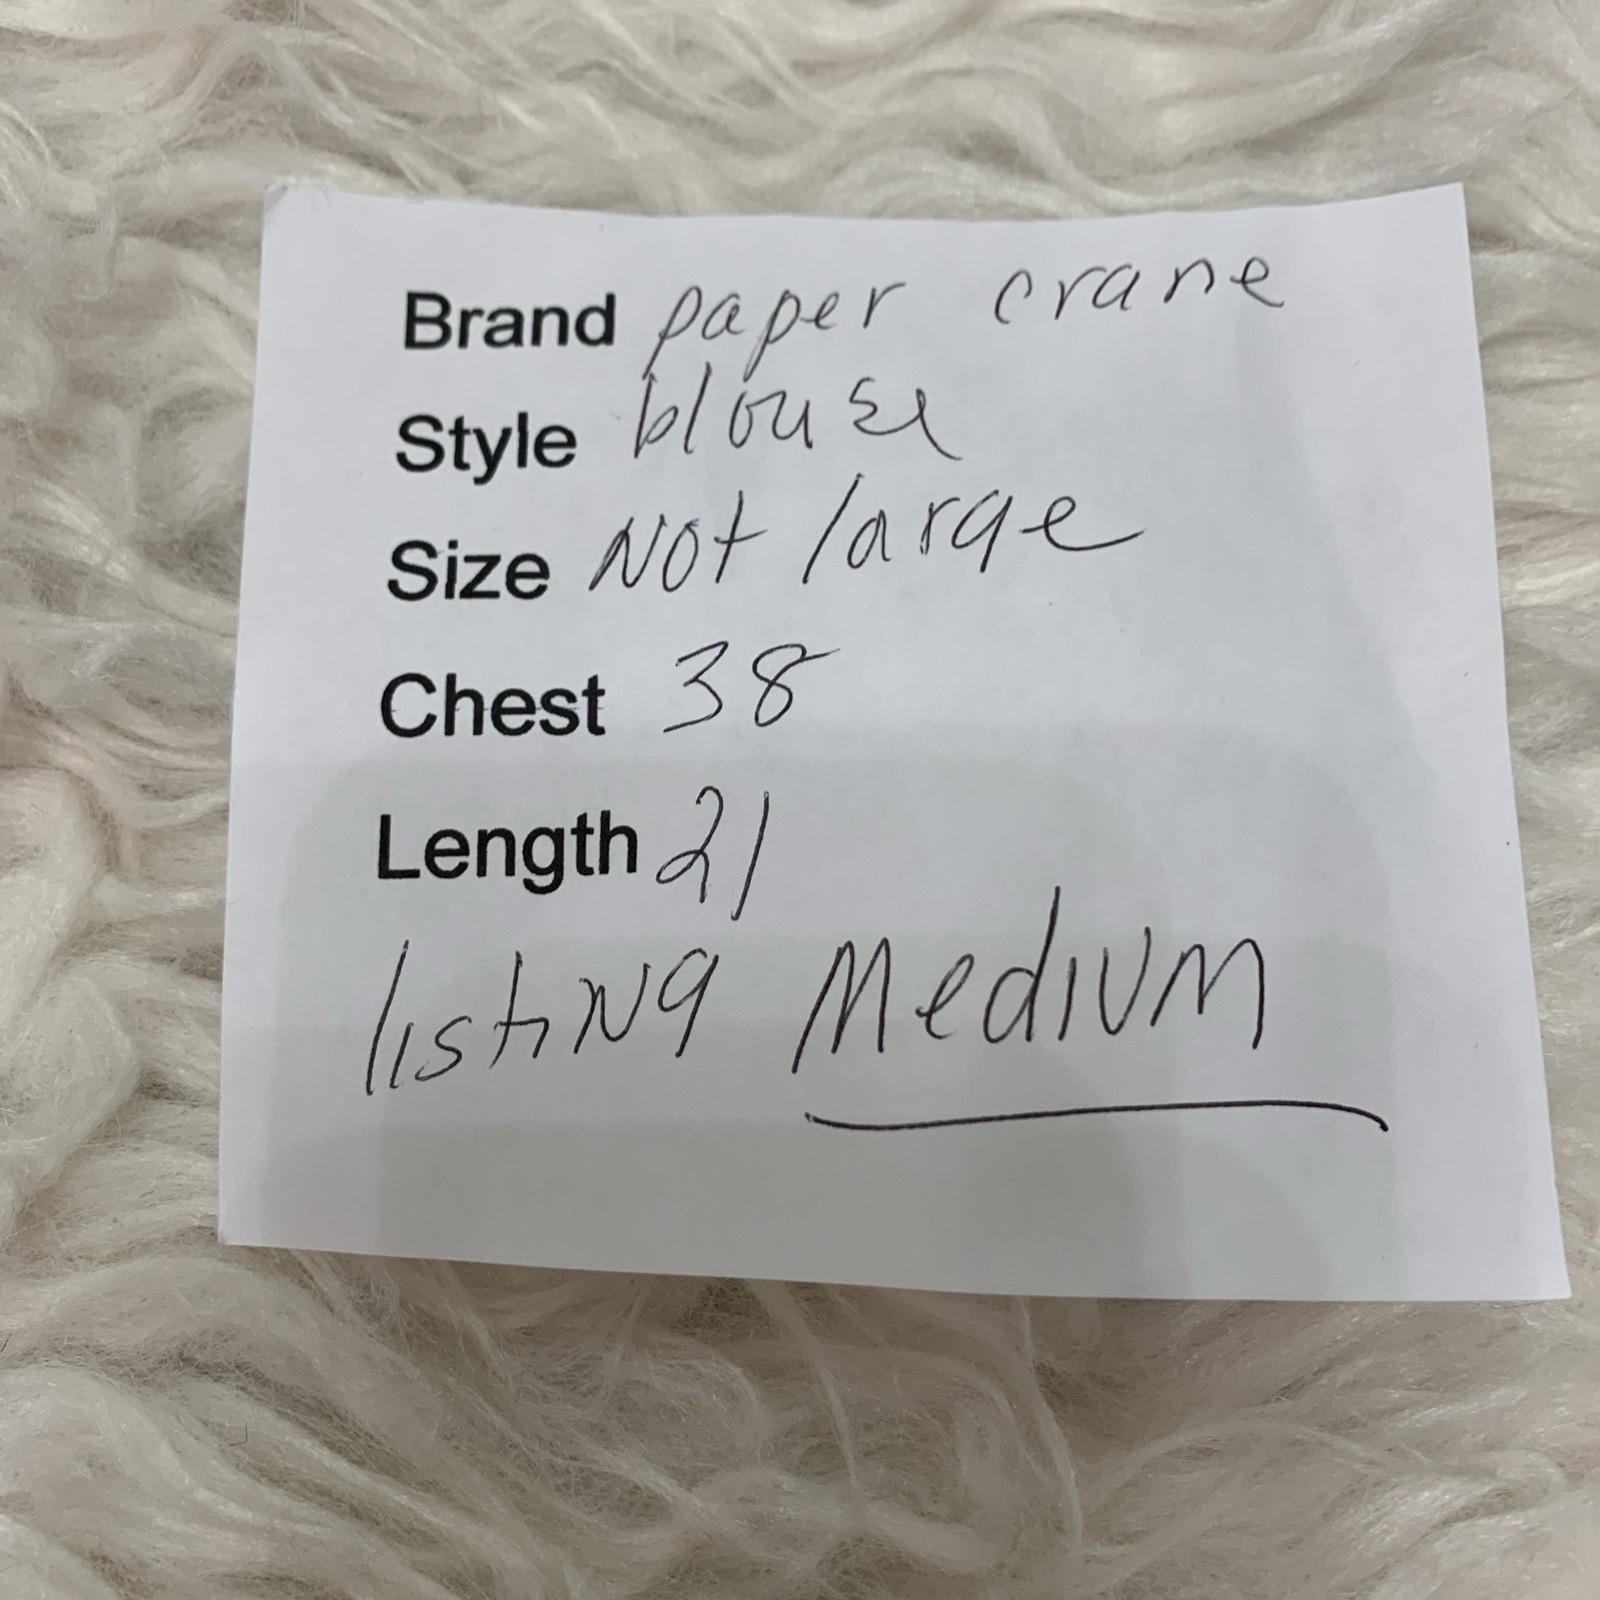 Brand paper crane
Style blouse
Size Not large
Chest 38
Length 21
listing Medium